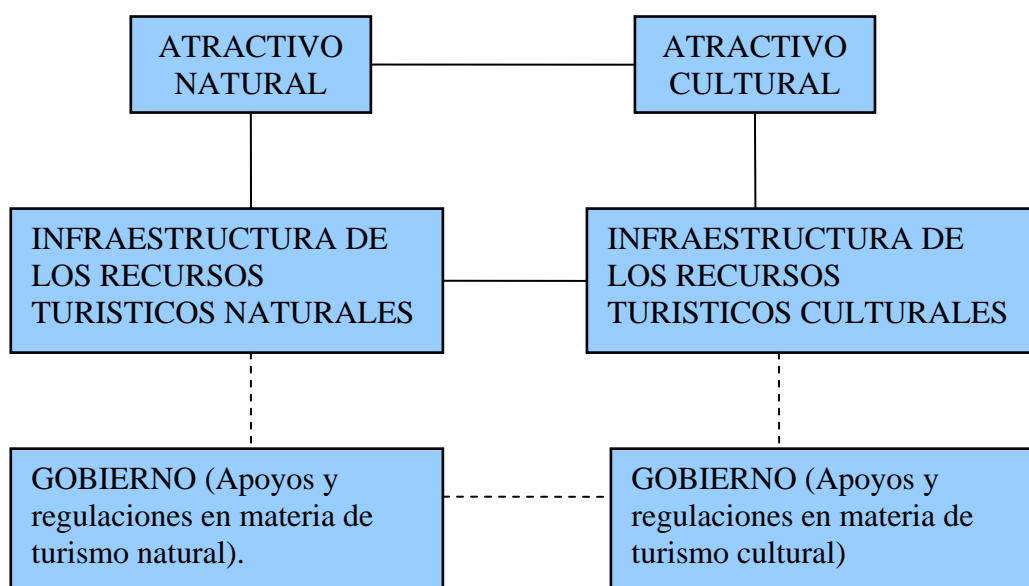 ATRACTIVO
NATURAL
ATRACTIVO
CULTURAL
INFRAESTRUCTURA DE
LOS RECURSOS
TURISTICOS NATURALES
INFRAESTRUCTURA DE
LOS RECURSOS
TURISTICOS CULTURALES
GOBIERNO (Apoyos y
regulaciones en materia de
turismo natural).
GOBIERNO (Apoyos y
regulaciones en materia de
turismo cultural)